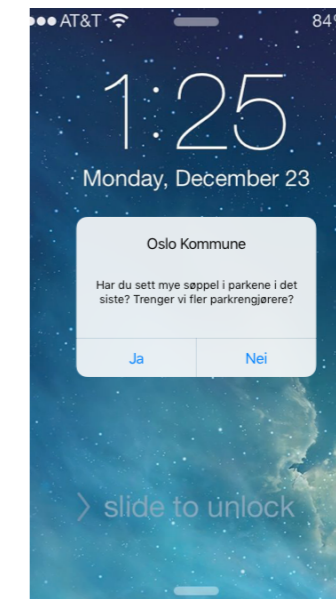 AT&T 84%
1:25
Monday, December 23
Oslo Kommune
Har du sett mye søppel i parkene i det
siste? Trenger vi fler parkrengjørere?
Ja Nei
> slide to unlock